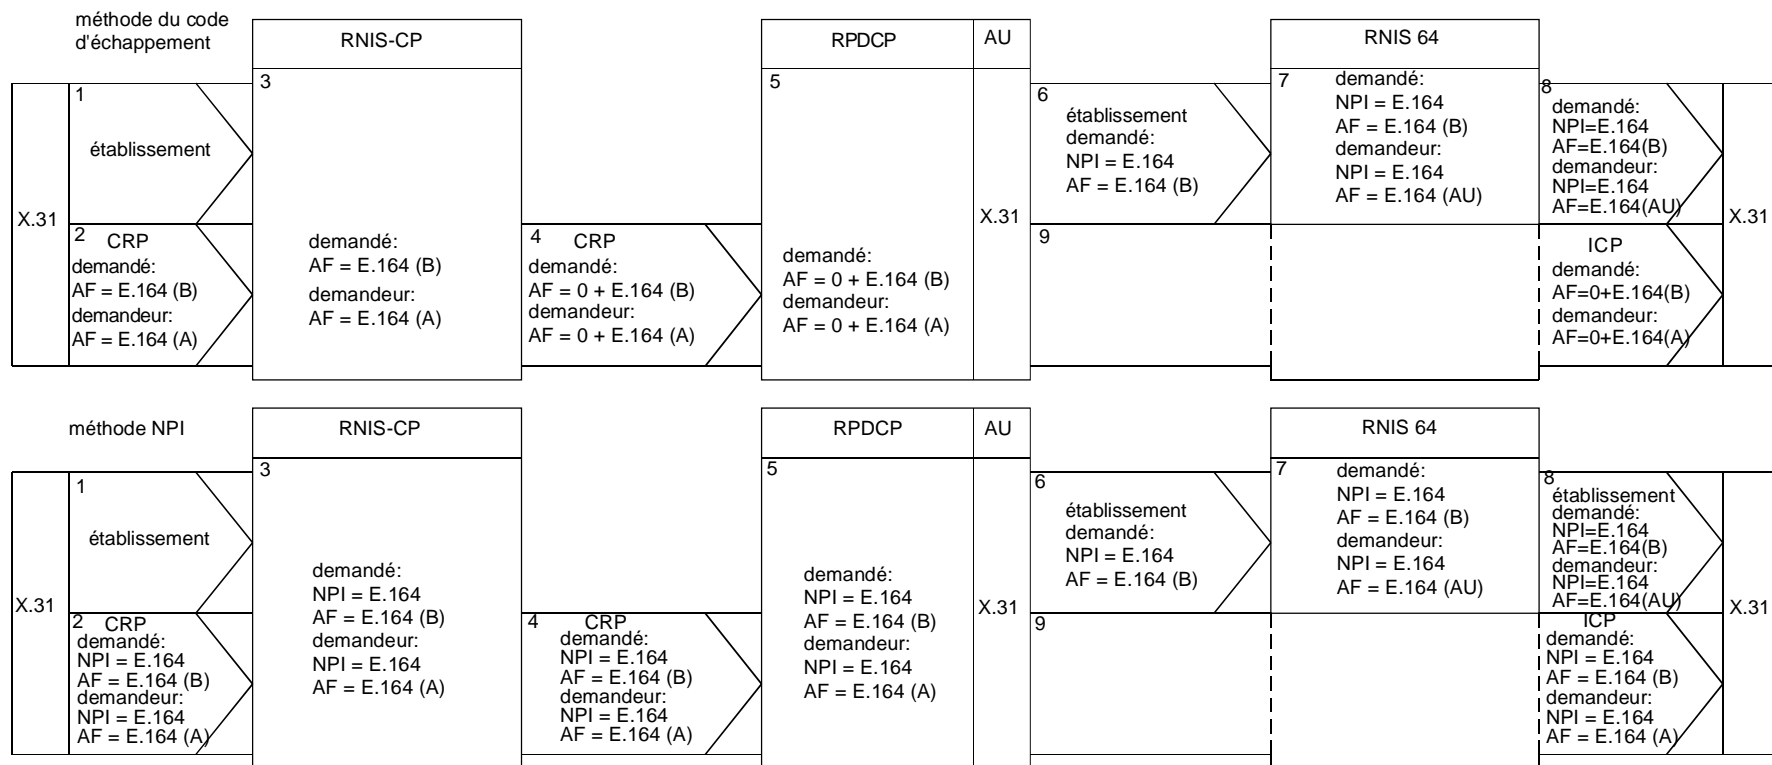 méthode du code
d'échappement
RNIS-CP
RPDCP
AU
RNIS 64
X.31
1
établissement
2
CRP
demandé:
AF = E.164 (B)
demandeur:
AF = E.164 (A)
3
demandé:
AF = E.164 (B)
demandeur:
AF = E.164 (A)
4
CRP
demandé:
AF = 0 + E.164 (B)
demandeur:
AF = 0 + E.164 (A)
5
demandé:
AF = 0 + E.164 (B)
demandeur:
AF = 0 + E.164 (A)
X.31
6
établissement
demandé:
NPI = E.164
AF = E.164 (B)
9
7
demandé:
NPI = E.164
AF = E.164 (B)
demandeur:
NPI = E.164
AF = E.164 (AU)
8
demandé:
NPI=E.164
AF=E.164(B)
demandeur:
NPI=E.164
AF=E.164(AU)
ICP
demandé:
AF=0+E.164(B)
demandeur:
AF=0+E.164(A)
X.31
méthode NPI
RNIS-CP
RPDCP
AU
RNIS 64
X.31
1
établissement
2
CRP
demandé:
NPI = E.164
AF = E.164 (B)
demandeur:
NPI = E.164
AF = E.164 (A)
3
demandé:
NPI = E.164
AF = E.164 (B)
demandeur:
NPI = E.164
AF = E.164 (A)
4
CRP
demandé:
NPI = E.164
AF = E.164 (B)
demandeur:
NPI = E.164
AF = E.164 (A)
5
demandé:
NPI = E.164
AF = E.164 (B)
demandeur:
NPI = E.164
AF = E.164 (A)
X.31
6
établissement
demandé:
NPI = E.164
AF = E.164 (B)
9
7
demandé:
NPI = E.164
AF = E.164 (B)
demandeur:
NPI = E.164
AF = E.164 (AU)
8
établissement
demandé:
NPI=E.164
AF=E.164(B)
demandeur:
NPI=E.164
AF=E.164(AU)
ICP
demandé:
NPI = E.164
AF = E.164 (B)
demandeur:
NPI = E.164
AF = E.164 (A)
X.31